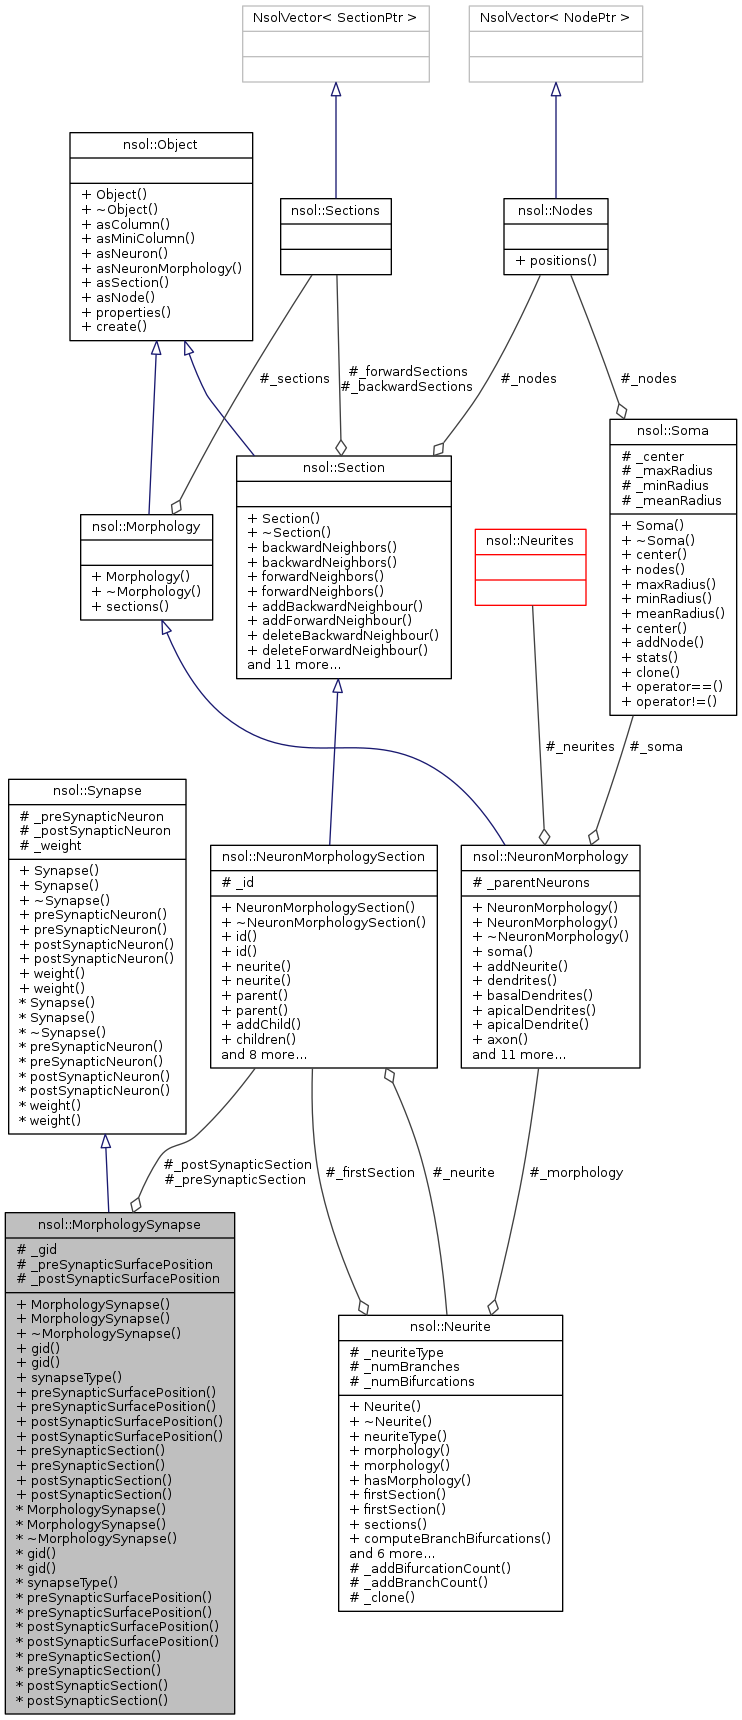 NsolVector< SectionPtr >
NsolVector< NodePtr >
nsol::Object
+ Object()
+ ~Object()
+ asColumn()
+ asMiniColumn()
+ asNeuron()
+ asNeuronMorphology()
+ asSection()
+ asNode()
+ properties()
+ create()
nsol::Sections
nsol::Nodes
+ positions()
#_sections
#_forwardSections
#_backwardSections
#_nodes
#_nodes
nsol::Soma
# _center
# _maxRadius
# _minRadius
# _meanRadius
+ Soma()
+ ~Soma()
+ center()
+ nodes()
+ maxRadius()
+ minRadius()
+ meanRadius()
+ center()
+ addNode()
+ stats()
+ clone()
+ operator==()
+ operator!=()
nsol::Section
+ Section()
+ ~Section()
+ backwardNeighbors()
+ backwardNeighbors()
+ forwardNeighbors()
+ forwardNeighbors()
+ addBackwardNeighbour()
+ addForwardNeighbour()
+ deleteBackwardNeighbour()
+ deleteForwardNeighbour()
and 11 more...
nsol::Morphology
+ Morphology()
+ ~Morphology()
+ sections()
nsol::Neurites
#_neurites
#_soma
nsol::Synapse
# _preSynapticNeuron
# _postSynapticNeuron
# _weight
+ Synapse()
+ Synapse()
+ ~Synapse()
+ preSynapticNeuron()
+ preSynapticNeuron()
+ postSynapticNeuron()
+ postSynapticNeuron()
+ weight()
+ weight()
* Synapse()
* Synapse()
* ~Synapse()
* preSynapticNeuron()
* preSynapticNeuron()
* postSynapticNeuron()
* postSynapticNeuron()
* weight()
* weight()
nsol::NeuronMorphologySection
# _id
+ NeuronMorphologySection()
+ ~NeuronMorphologySection()
+ id()
+ id()
+ neurite()
+ neurite()
+ parent()
+ parent()
+ addChild()
+ children()
and 8 more...
nsol::NeuronMorphology
# _parentNeurons
+ NeuronMorphology()
+ NeuronMorphology()
+ ~NeuronMorphology()
+ soma()
+ addNeurite()
+ dendrites()
+ basalDendrites()
+ apicalDendrites()
+ apicalDendrite()
+ axon()
and 11 more...
#_postSynapticSection
#_preSynapticSection
#_firstSection
#_neurite
#_morphology
nsol::MorphologySynapse
# _gid
# _preSynapticSurfacePosition
# _postSynapticSurfacePosition
+ MorphologySynapse()
+ MorphologySynapse()
+ ~MorphologySynapse()
+ gid()
+ gid()
+ synapseType()
+ preSynapticSurfacePosition()
+ preSynapticSurfacePosition()
+ postSynapticSurfacePosition()
+ postSynapticSurfacePosition()
+ preSynapticSection()
+ preSynapticSection()
+ postSynapticSection()
+ postSynapticSection()
* MorphologySynapse()
* MorphologySynapse()
* ~MorphologySynapse()
* gid()
* gid()
* synapseType()
* preSynapticSurfacePosition()
* preSynapticSurfacePosition()
* postSynapticSurfacePosition()
* postSynapticSurfacePosition()
* preSynapticSection()
* preSynapticSection()
* postSynapticSection()
* postSynapticSection()
nsol::Neurite
# _neuriteType
# _numBranches
# _numBifurcations
+ Neurite()
+ ~Neurite()
+ neuriteType()
+ morphology()
+ morphology()
+ hasMorphology()
+ firstSection()
+ firstSection()
+ sections()
+ computeBranchBifurcations()
and 6 more...
# _addBifurcationCount()
# _addBranchCount()
# _clone()